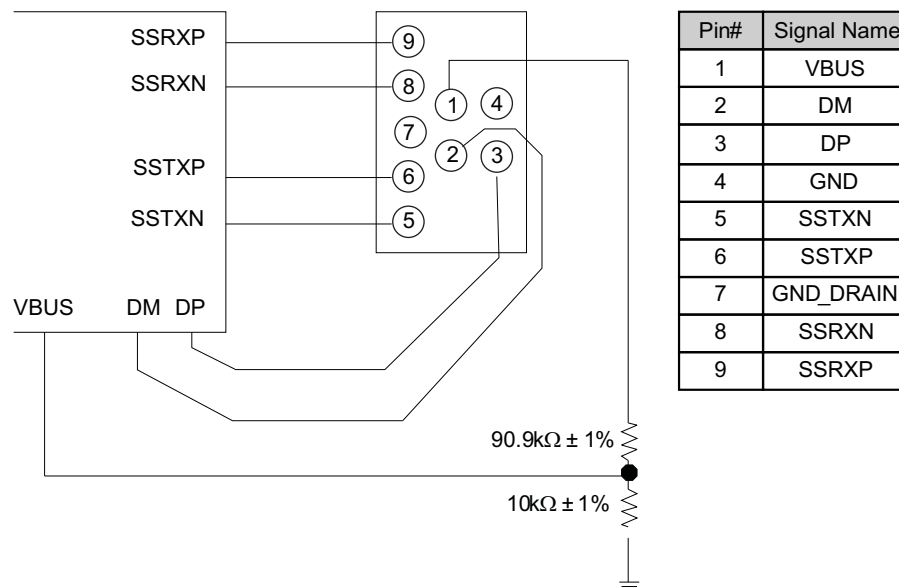 SSRXP
SSRXN
SSTXP
SSTXN
VBUS
DM DP
9
8
7
6
5
1
4
2
3
90.9kΩ ± 1%
10kΩ ± 1%
Pin# Signal Name
1 VBUS
2 DM
3 DP
4 GND
5 SSTXN
6 SSTXP
7 GND_DRAIN
8 SSRXN
9 SSRXP